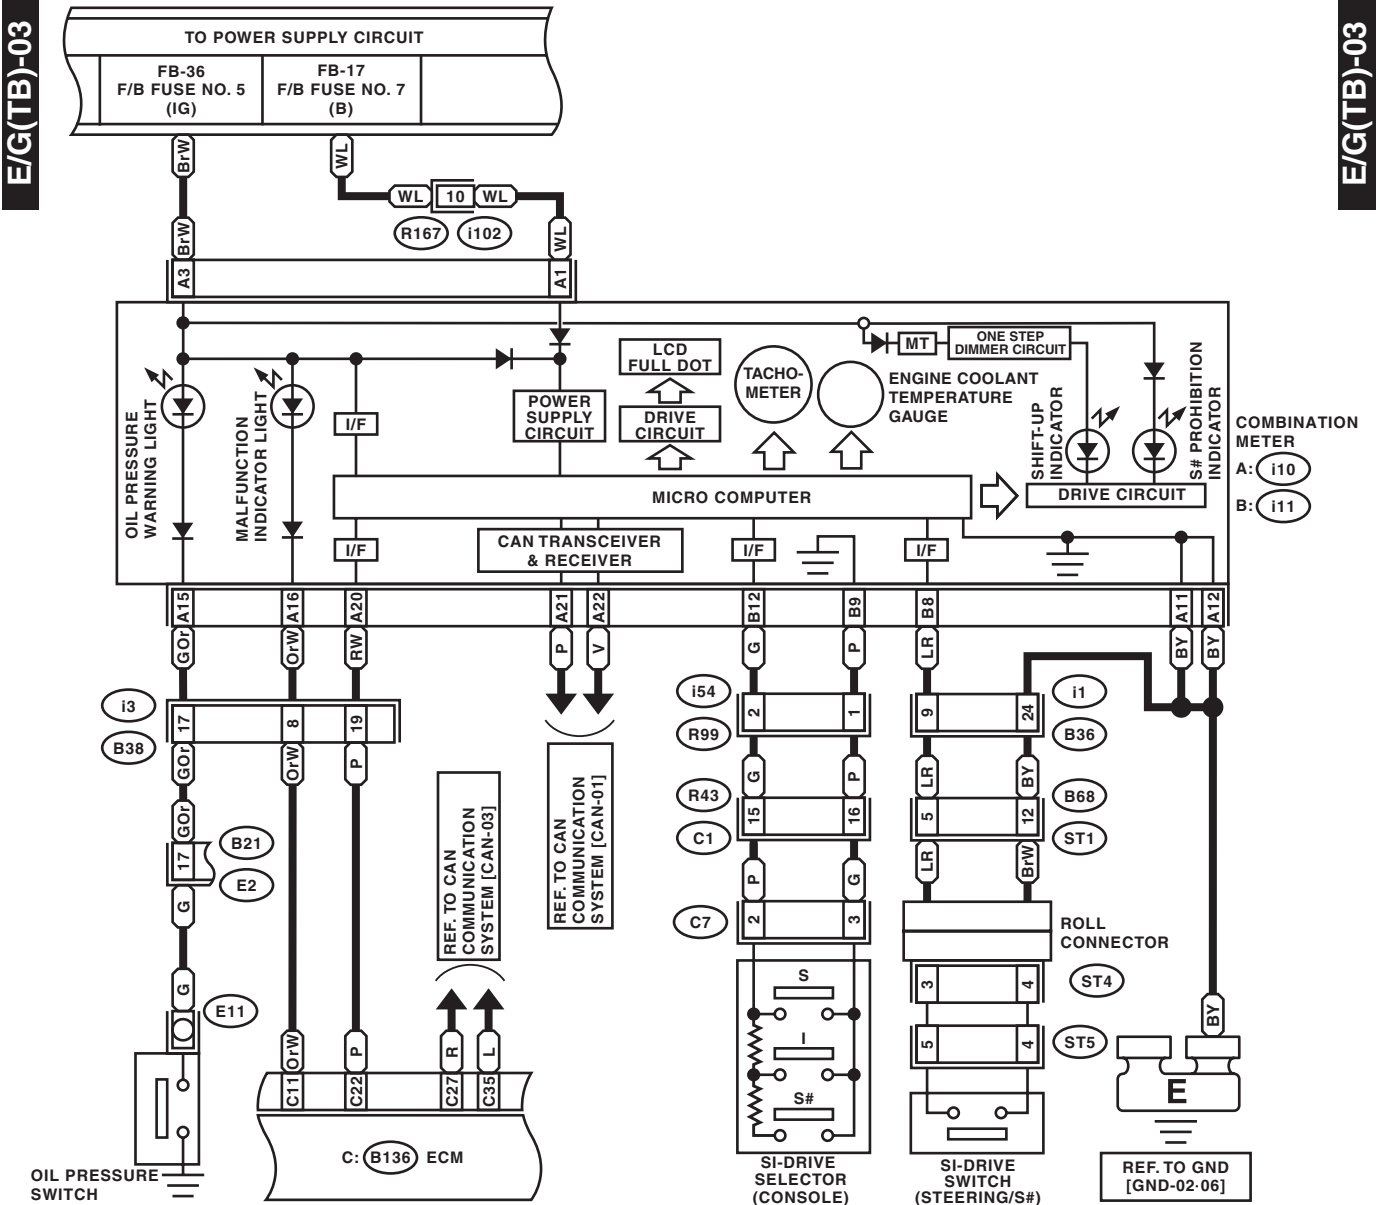 E/G(TB)-03
E/G(TB)-03
TO POWER SUPPLY CIRCUIT
FB-36
F/B FUSE NO. 5
(IG)
FB-17
F/B FUSE NO. 7
(B)
BrW
WL
WL
10
WL
R167
i102
BrW
WL
A3
A1
MT
ONE STEP
DIMMER CIRCUIT
LCD
FULL DOT
TACHO-
METER
ENGINE COOLANT
TEMPERATURE
GAUGE
OIL PRESSURE
WARNING LIGHT
MALFUNCTION
INDICATOR LIGHT
I/F
POWER
SUPPLY
CIRCUIT
DRIVE
CIRCUIT
SHIFT-UP
INDICATOR
S# PROHIBITION
INDICATOR
COMBINATION
METER
A: i10
B: i11
MICRO COMPUTER
DRIVE CIRCUIT
I/F
CAN TRANSCEIVER
& RECEIVER
I/F
I/F
A15
A16
A20
A21
A22
B12
B9
B8
A11
A12
GOr
OrW
RW
P
V
G
P
LR
BY
BY
i3
17
8
19
B38
i54
2
1
R99
9
24
i1
B36
GOr
OrW
P
G
P
LR
BY
GOr
R43
15
16
C1
5
12
B68
ST1
17
B21
E2
REF. TO CAN
COMMUNICATION
SYSTEM [CAN-03]
REF. TO CAN
COMMUNICATION
SYSTEM [CAN-01]
P
G
LR
BrW
G
C7
2
3
ROLL
CONNECTOR
G
S
3
4
ST4
E11
BY
I
5
4
ST5
OrW
P
R
L
C11
C22
C27
C35
S#
E
C: B136 ECM
OIL PRESSURE
SWITCH
SI-DRIVE
SELECTOR
(CONSOLE)
SI-DRIVE
SWITCH
(STEERING/S#)
REF. TO GND
[GND-02·06]